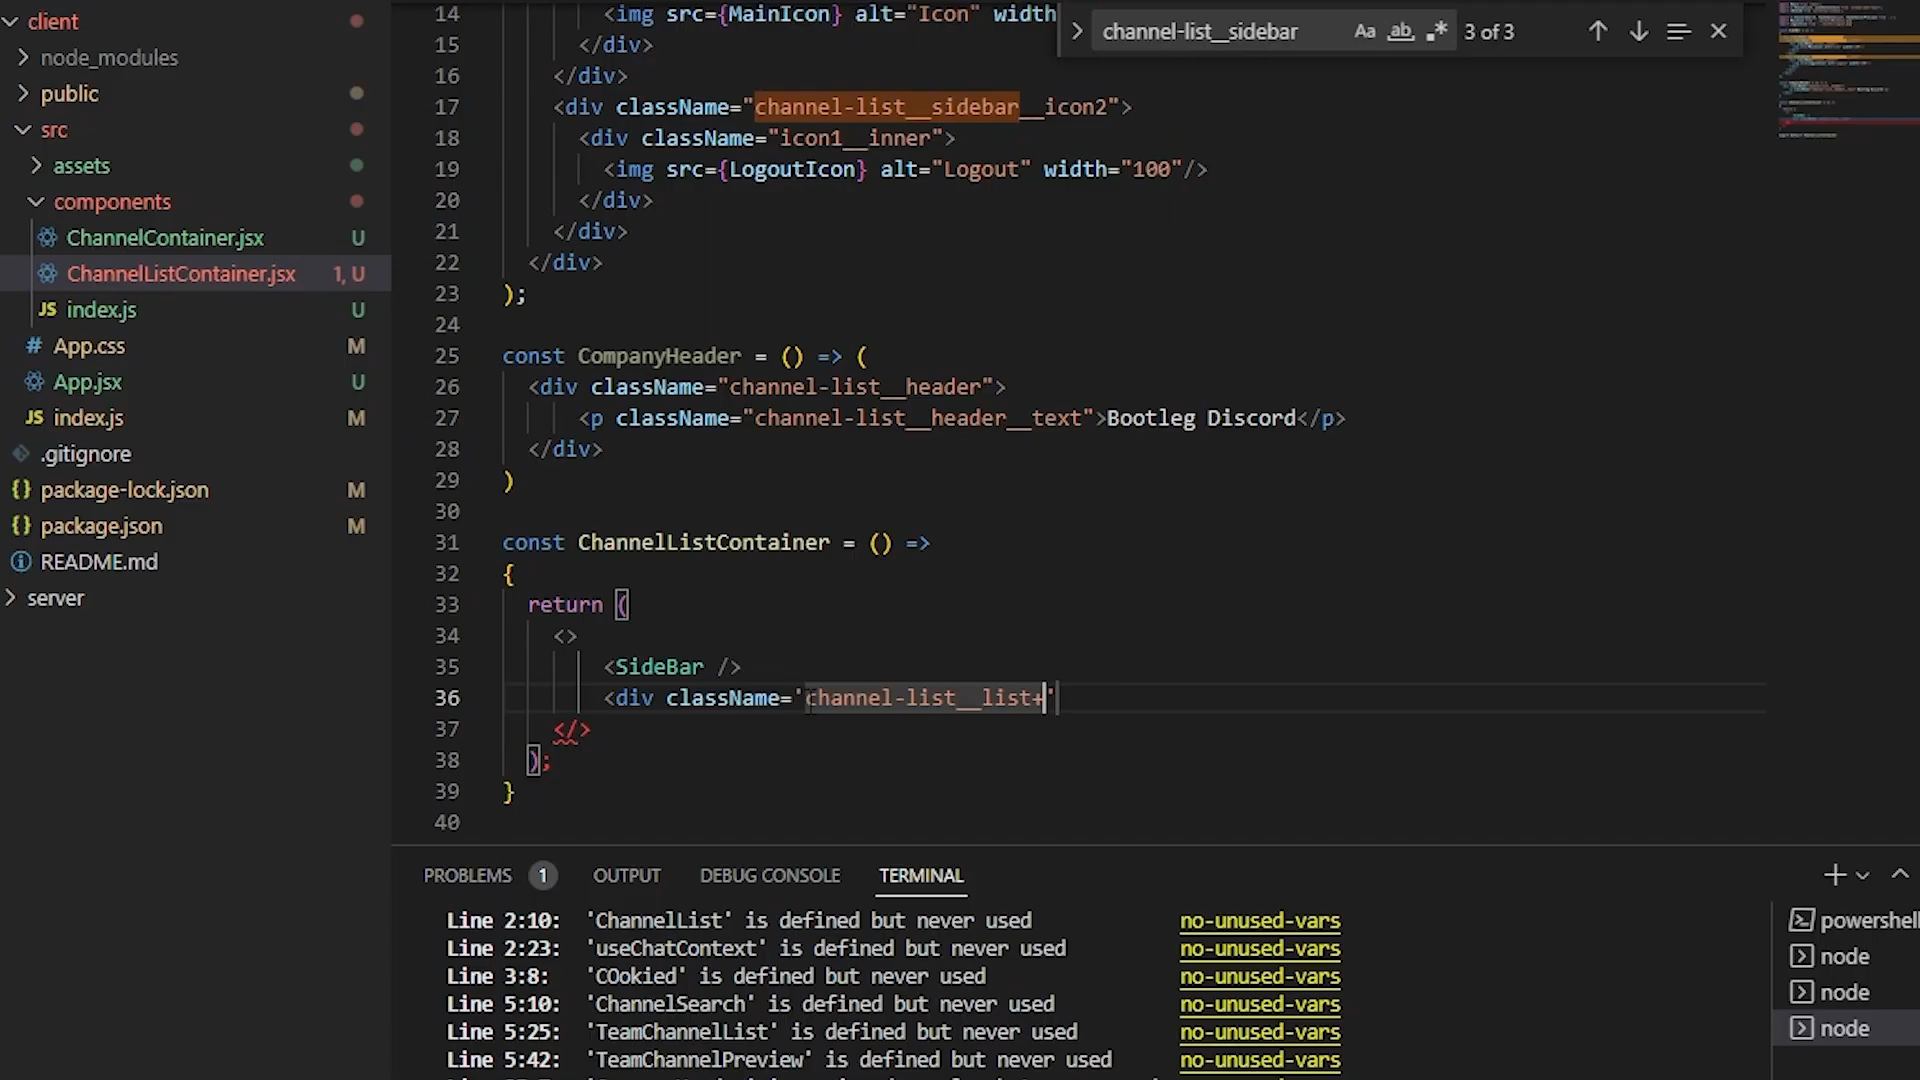 client
node_modules
public
src
assets
components
ChannelContainer.jsx U
ChannelListContainer.jsx 1, U
JS index.js U
# App.css M
App.jsx U
JS index.js M
.gitignore
{} package-lock.json M
{} package.json M
README.md
server
channel-list__sidebar Aa ab .* 3 of 3
14 <img src={MainIcon} alt="Icon" width
15 </div>
16 </div>
17 <div className="channel-list__sidebar__icon2">
18 <div className="icon1__inner">
19 <img src={LogoutIcon} alt="Logout" width="100"/>
20 </div>
21 </div>
22 </div>
23 );
24
25 const CompanyHeader = () => (
26 <div className="channel-list__header">
27 <p className="channel-list__header__text">Bootleg Discord</p>
28 </div>
29 )
30
31 const ChannelListContainer = () =>
32 {
33 return (
34 <>
35 <SideBar />
36 <div className='channel-list__list+'
37 </>
38 );
39 }
40
PROBLEMS 1 OUTPUT DEBUG CONSOLE TERMINAL
Line 2:10: 'ChannelList' is defined but never used no-unused-vars
Line 2:23: 'useChatContext' is defined but never used no-unused-vars
Line 3:8: 'COokied' is defined but never used no-unused-vars
Line 5:10: 'ChannelSearch' is defined but never used no-unused-vars
Line 5:25: 'TeamChannelList' is defined but never used no-unused-vars
Line 5:42: 'TeamChannelPreview' is defined but never used no-unused-vars
powershell
node
node
node